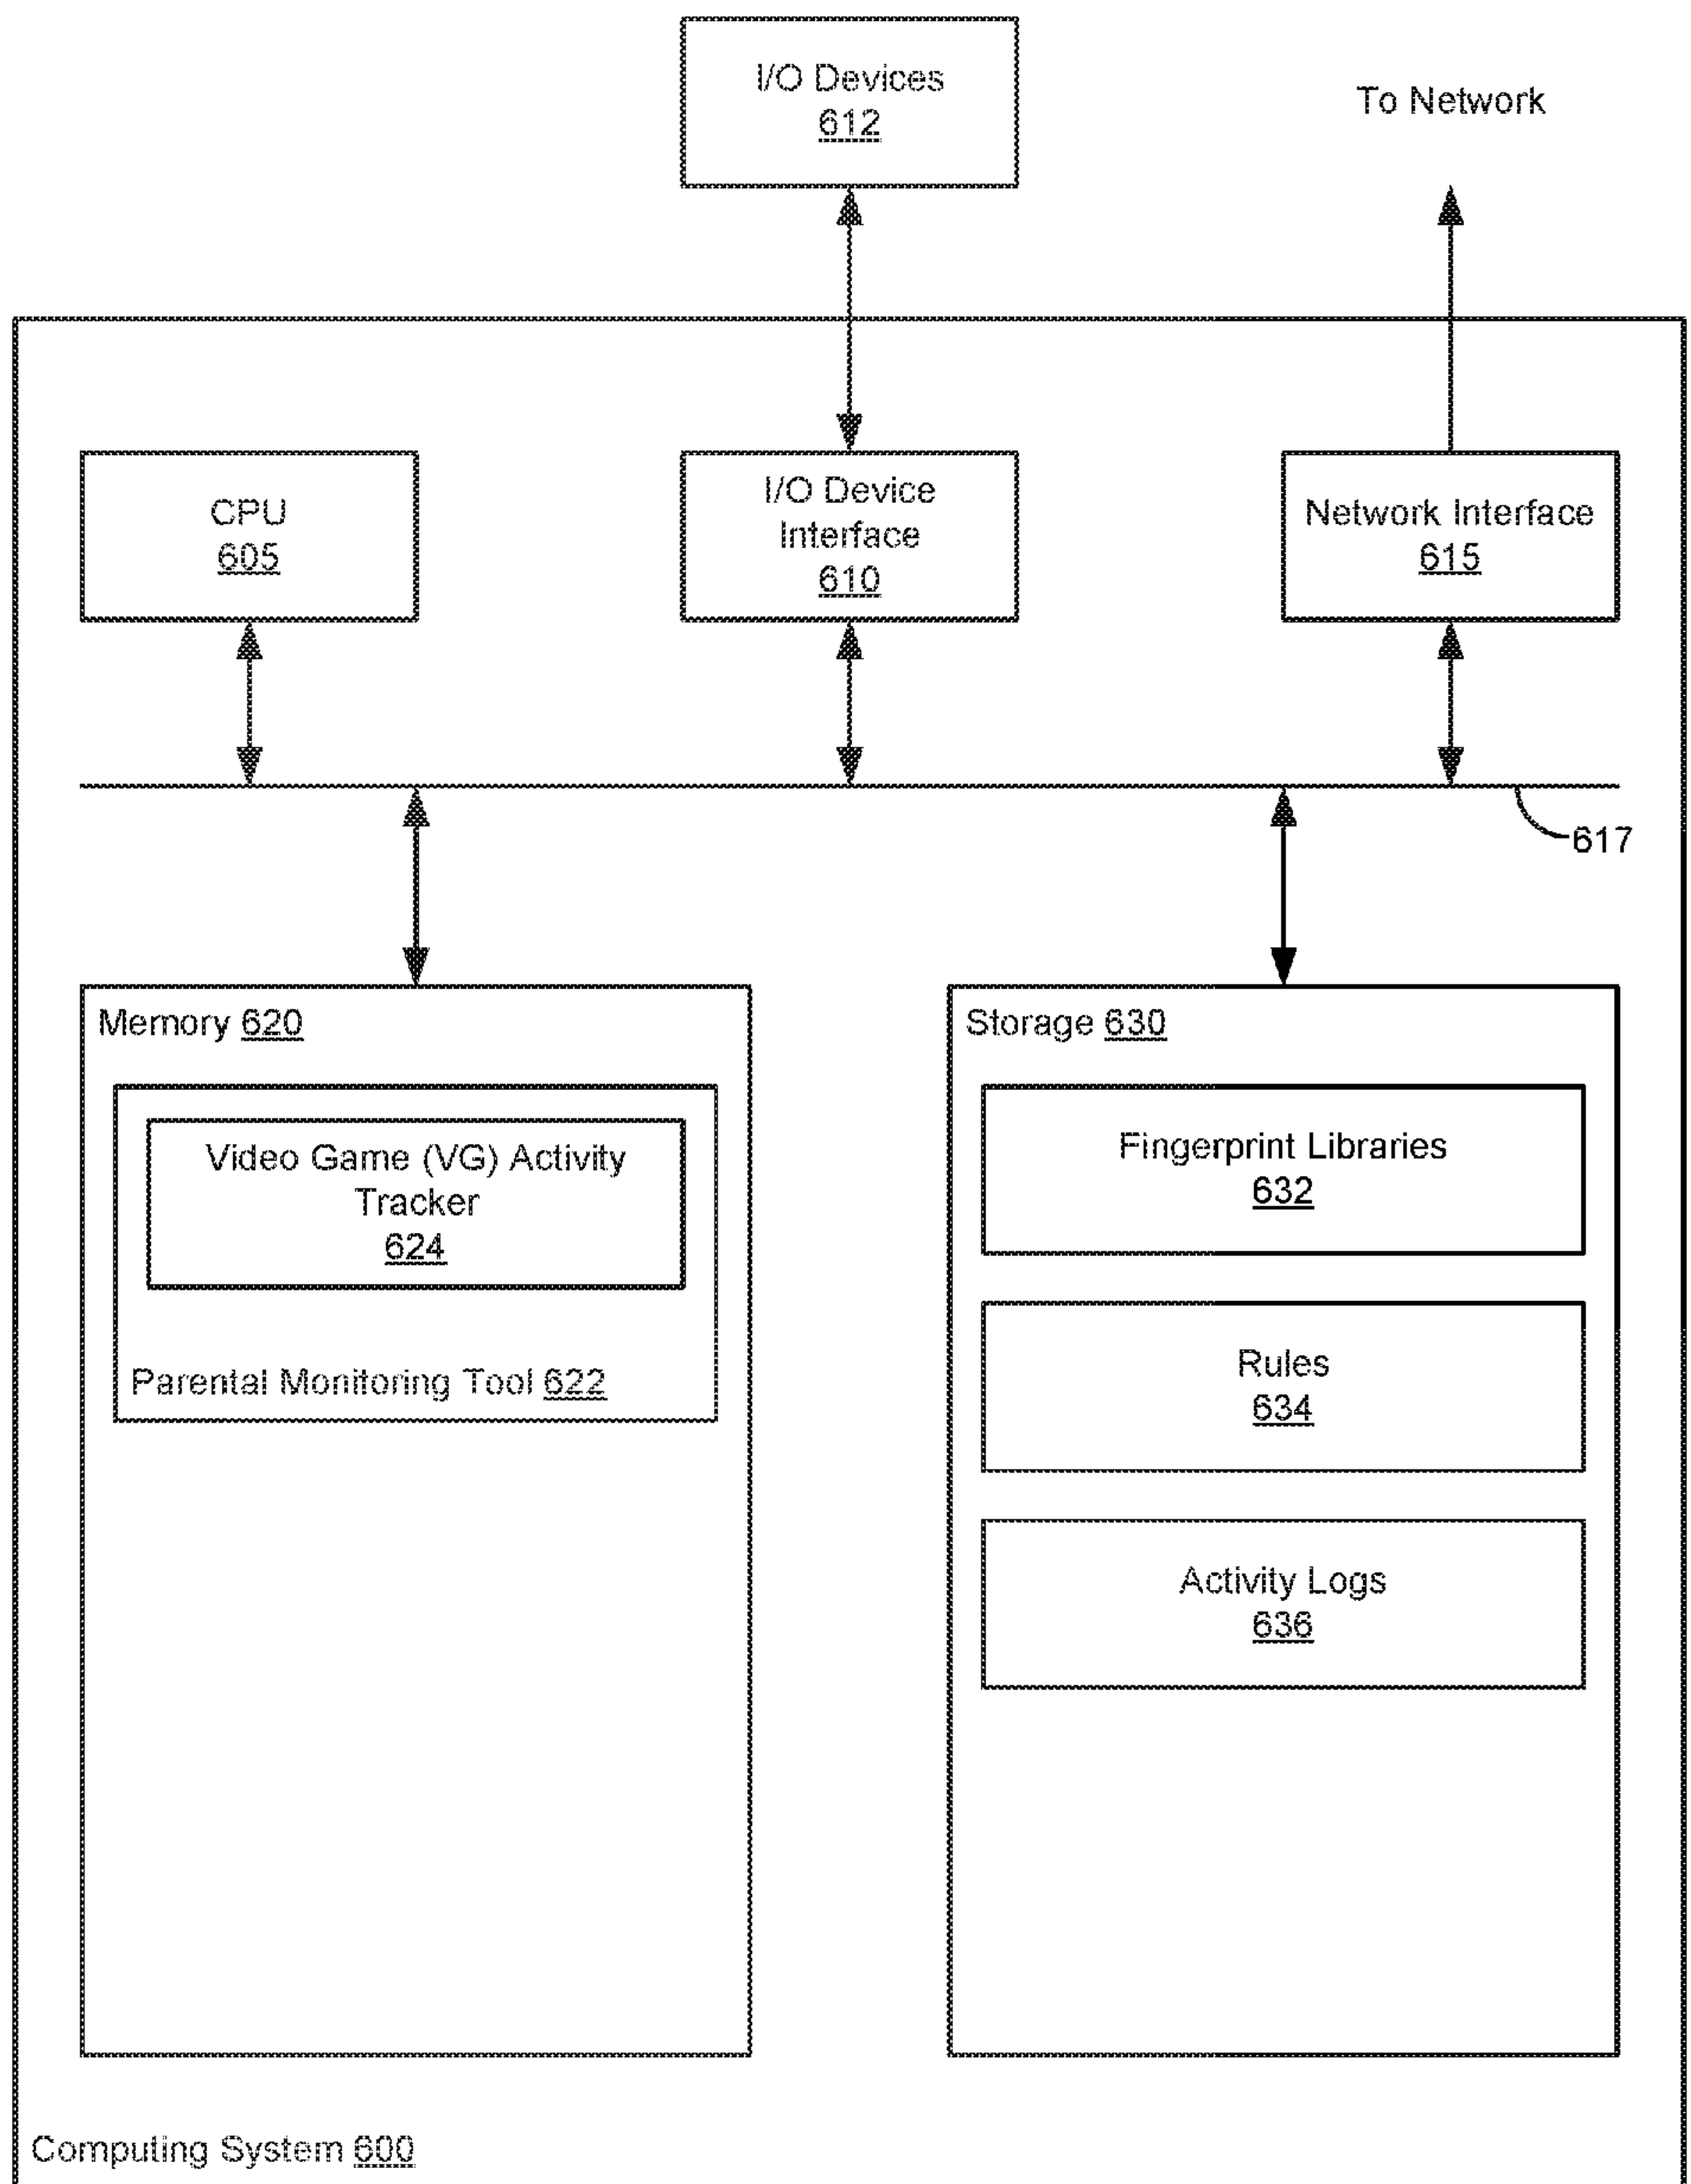 I/O Devices
612
To Network
CPU
605
I/O Device
Interface
610
Network Interface
615
617
Memory 620
Video Game (VG) Activity
Tracker
624
Parental Monitoring Tool 622
Storage 630
Fingerprint Libraries
632
Rules
634
Activity Logs
636
Computing System 600